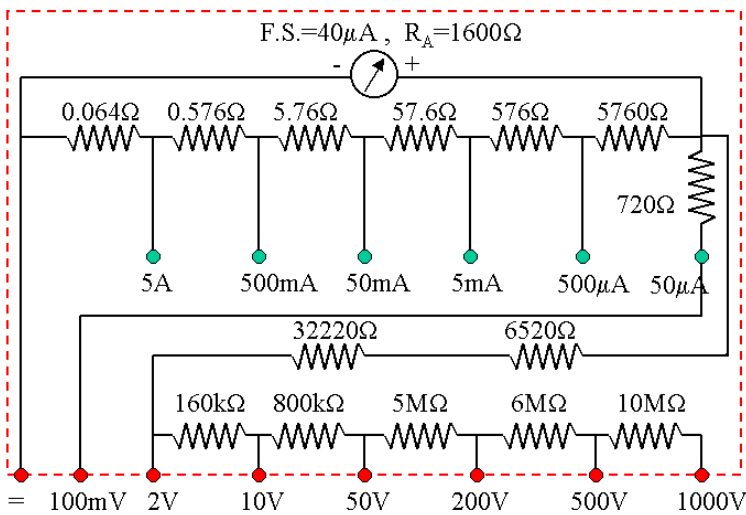 F.S.=40μA , R_A=1600Ω
- +
0.064Ω 0.576Ω 5.76Ω 57.6Ω 576Ω 5760Ω
720Ω
5A 500mA 50mA 5mA 500μA 50μA
32220Ω 6520Ω
160kΩ 800kΩ 5MΩ 6MΩ 10MΩ
= 100mV 2V 10V 50V 200V 500V 1000V